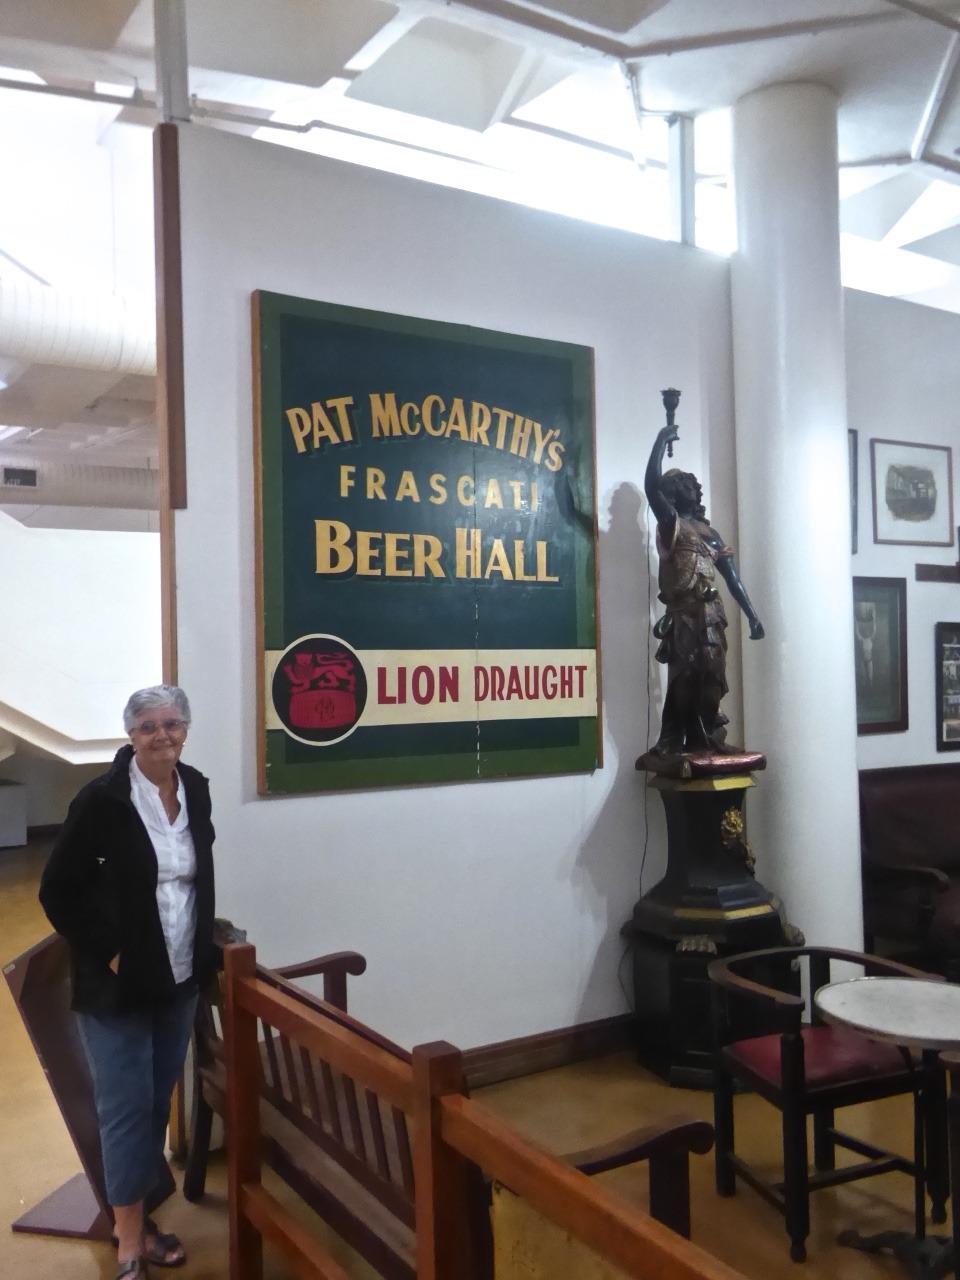 PAT McCARTHY'S
FRASCATI
BEER HALL
LION DRAUGHT